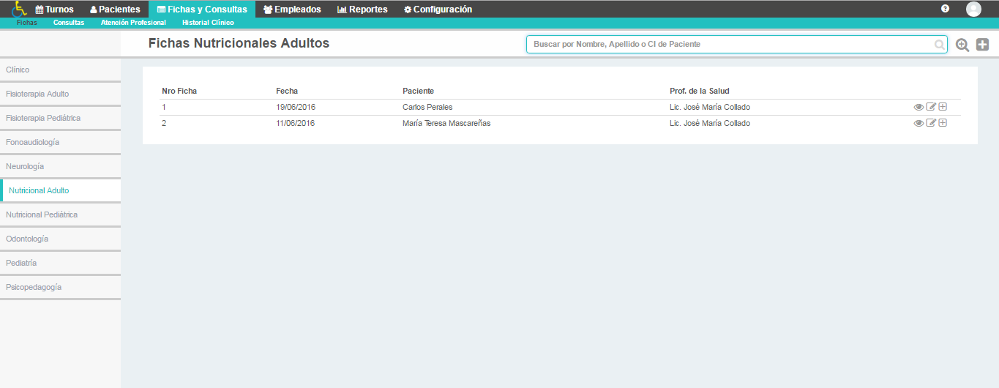 Turnos Pacientes Fichas y Consultas Empleados Reportes Configuración
Fichas Consultas Atención Profesional Historial Clínico
Fichas Nutricionales Adultos
Buscar por Nombre, Apellido o CI de Paciente
Clínico
Fisioterapia Adulto
Fisioterapia Pediátrica
Fonoaudiología
Neurología
Nutricional Adulto
Nutricional Pediátrica
Odontología
Pediatría
Psicopedagogía
Nro Ficha Fecha Paciente Prof. de la Salud
1 19/06/2016 Carlos Perales Lic. José María Collado
2 11/06/2016 María Teresa Mascareñas Lic. José María Collado